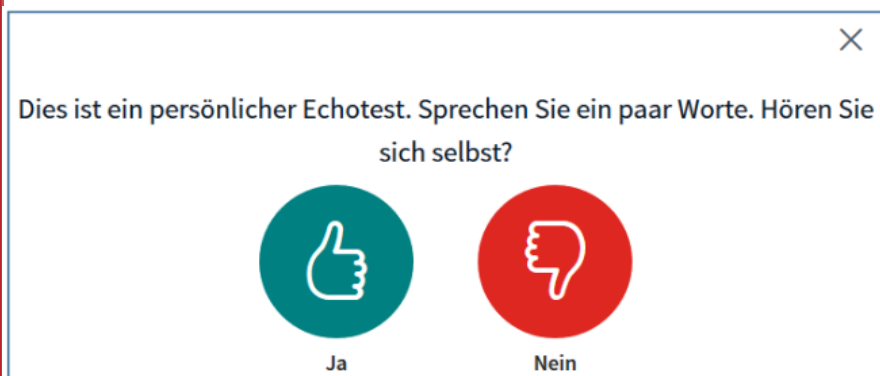 Dies ist ein persönlicher Echotest. Sprechen Sie ein paar Worte. Hören Sie
sich selbst?
Ja
Nein